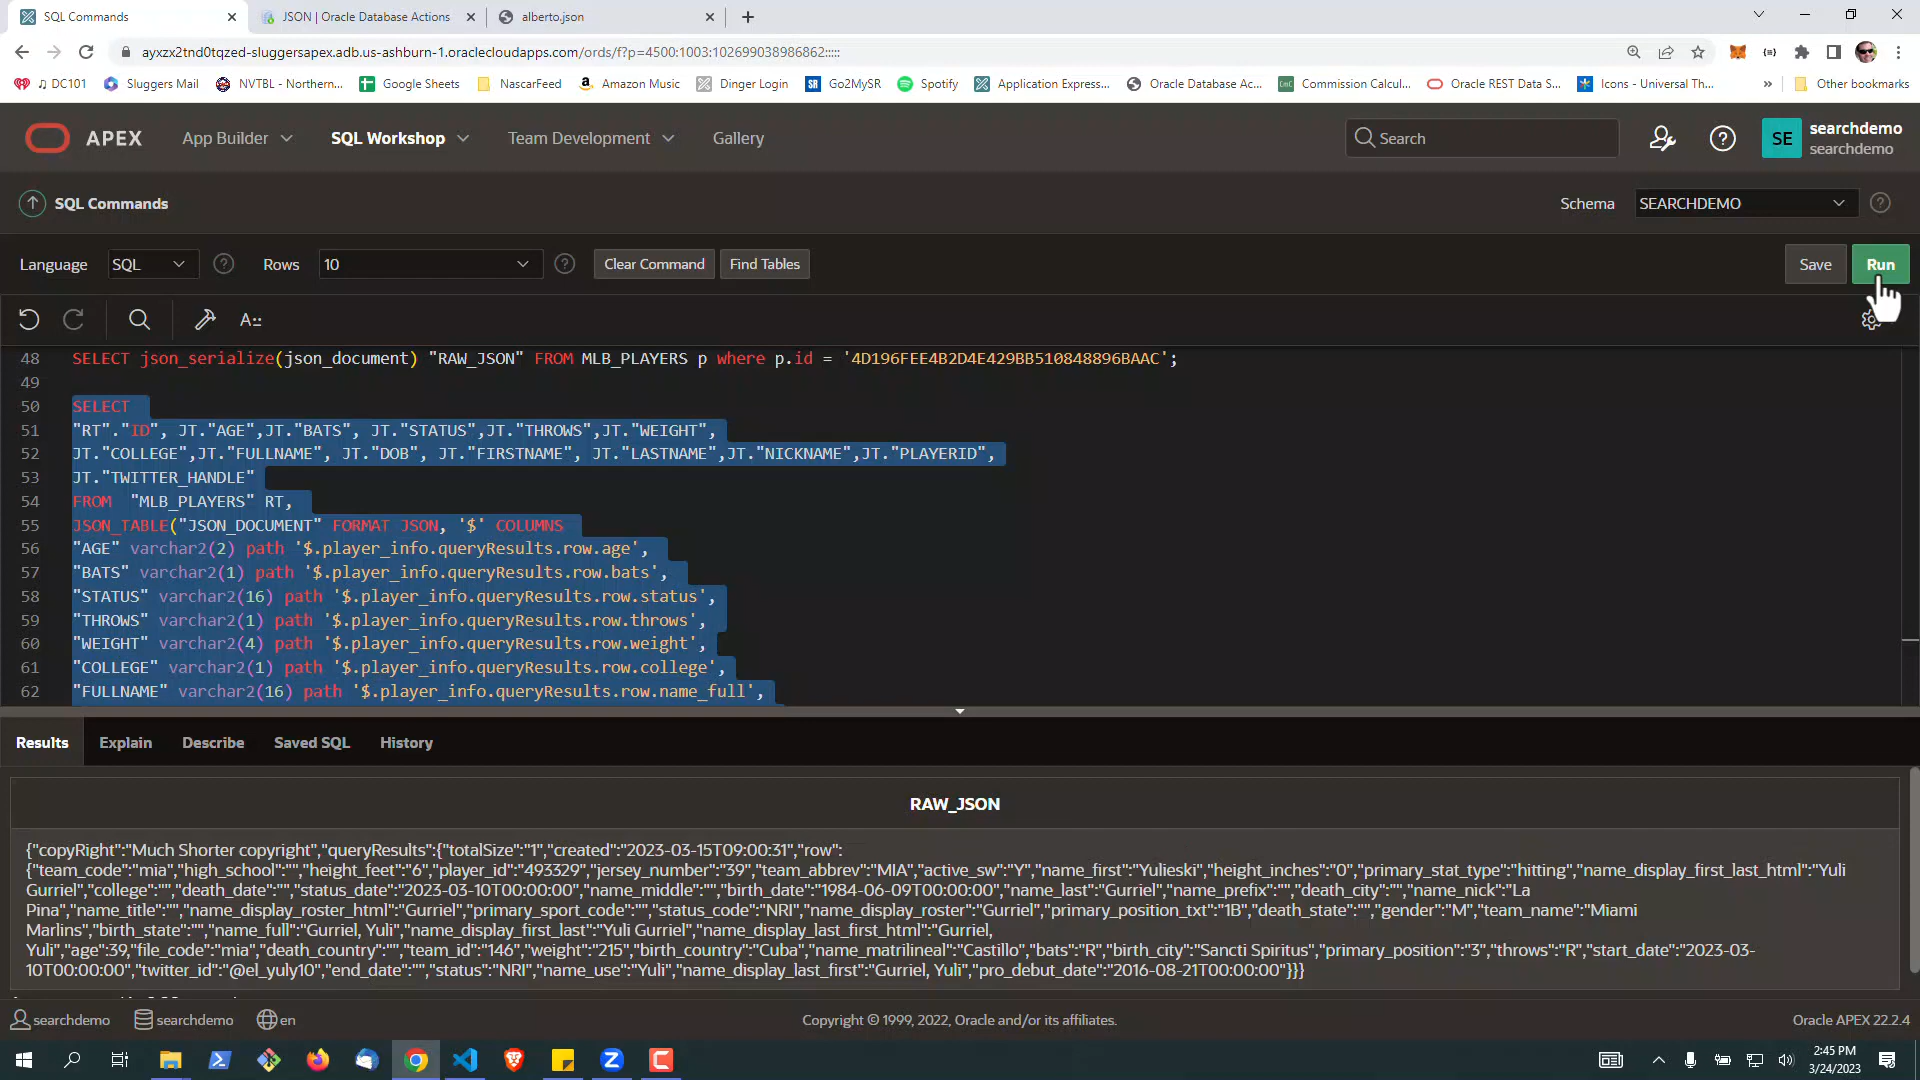 SQL Commands
JSON | Oracle Database Actions
alberto.json
ayxzx2tnd0tqzed-sluggersapex.adb.us-ashburn-1.oraclecloudapps.com/ords/f?p=4500:1003:102699038986862:::::
DC101 Sluggers Mail NVTBL - Northern... Google Sheets NascarFeed Amazon Music Dinger Login Go2MySR Spotify Application Express... Oracle Database Ac... Commission Calcul... Oracle REST Data S... Icons - Universal Th... » Other bookmarks
APEX App Builder SQL Workshop Team Development Gallery Search SE searchdemo
searchdemo
SQL Commands Schema SEARCHDEMO
Language SQL Rows 10 Clear Command Find Tables Save Run
48 SELECT json_serialize(json_document) "RAW_JSON" FROM MLB_PLAYERS p where p.id = '4D196FEE4B2D4E429BB510848896BAAC';
49
50 SELECT
51 "RT"."ID", JT."AGE",JT."BATS", JT."STATUS",JT."THROWS",JT."WEIGHT",
52 JT."COLLEGE",JT."FULLNAME", JT."DOB", JT."FIRSTNAME", JT."LASTNAME",JT."NICKNAME",JT."PLAYERID",
53 JT."TWITTER_HANDLE"
54 FROM "MLB_PLAYERS" RT,
55 JSON_TABLE("JSON_DOCUMENT" FORMAT JSON, '$' COLUMNS
56 "AGE" varchar2(2) path '$.player_info.queryResults.row.age',
57 "BATS" varchar2(1) path '$.player_info.queryResults.row.bats',
58 "STATUS" varchar2(16) path '$.player_info.queryResults.row.status',
59 "THROWS" varchar2(1) path '$.player_info.queryResults.row.throws',
60 "WEIGHT" varchar2(4) path '$.player_info.queryResults.row.weight',
61 "COLLEGE" varchar2(1) path '$.player_info.queryResults.row.college',
62 "FULLNAME" varchar2(16) path '$.player_info.queryResults.row.name_full',
Results Explain Describe Saved SQL History
RAW_JSON
{"copyRight":"Much Shorter copyright","queryResults":{"totalSize":"1","created":"2023-03-15T09:00:31","row":
{"team_code":"mia","high_school":"","height_feet":"6","player_id":"493329","jersey_number":"39","team_abbrev":"MIA","active_sw":"Y","name_first":"Yulieski","height_inches":"0","primary_stat_type":"hitting","name_display_first_last_html":"Yuli
Gurriel","college":"","death_date":"","status_date":"2023-03-10T00:00:00","name_middle":"","birth_date":"1984-06-09T00:00:00","name_last":"Gurriel","name_prefix":"","death_city":"","name_nick":"La
Pina","name_title":"","name_display_roster_html":"Gurriel","primary_sport_code":"","status_code":"NRI","name_display_roster":"Gurriel","primary_position_txt":"1B","death_state":"","gender":"M","team_name":"Miami
Marlins","birth_state":"","name_full":"Gurriel, Yuli","name_display_first_last":"Yuli Gurriel","name_display_last_first_html":"Gurriel,
Yuli","age":39,"file_code":"mia","death_country":"","team_id":"146","weight":"215","birth_country":"Cuba","name_matrilineal":"Castillo","bats":"R","birth_city":"Sancti Spiritus","primary_position":"3","throws":"R","start_date":"2023-03-
10T00:00:00","twitter_id":"@el_yuly10","end_date":"","status":"NRI","name_use":"Yuli","name_display_last_first":"Gurriel, Yuli","pro_debut_date":"2016-08-21T00:00:00"}}}
searchdemo searchdemo en Copyright © 1999, 2022, Oracle and/or its affiliates. Oracle APEX 22.2.4
2:45 PM
3/24/2023